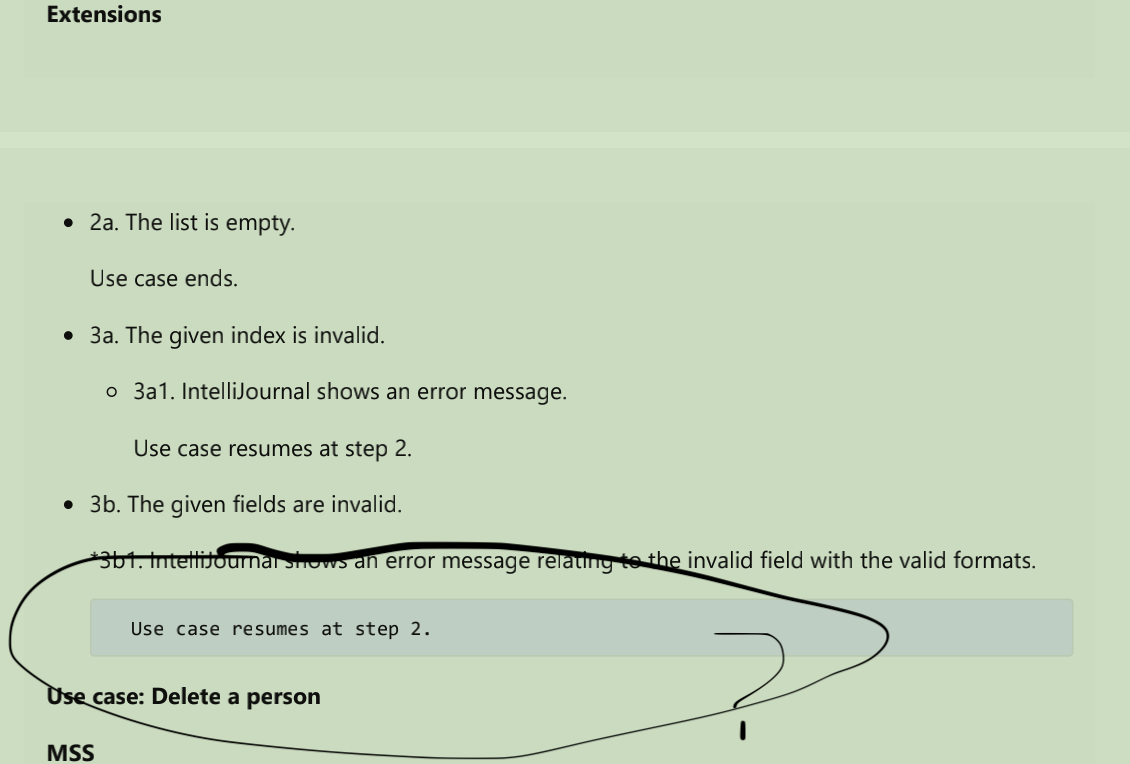 Extensions
• 2a. The list is empty.
Use case ends.
• 3a. The given index is invalid.
○ 3a1. IntelliJournal shows an error message.
Use case resumes at step 2.
• 3b. The given fields are invalid.
*3b1. IntelliJournal shows an error message relating to the invalid field with the valid formats.
Use case resumes at step 2.
Use case: Delete a person
MSS